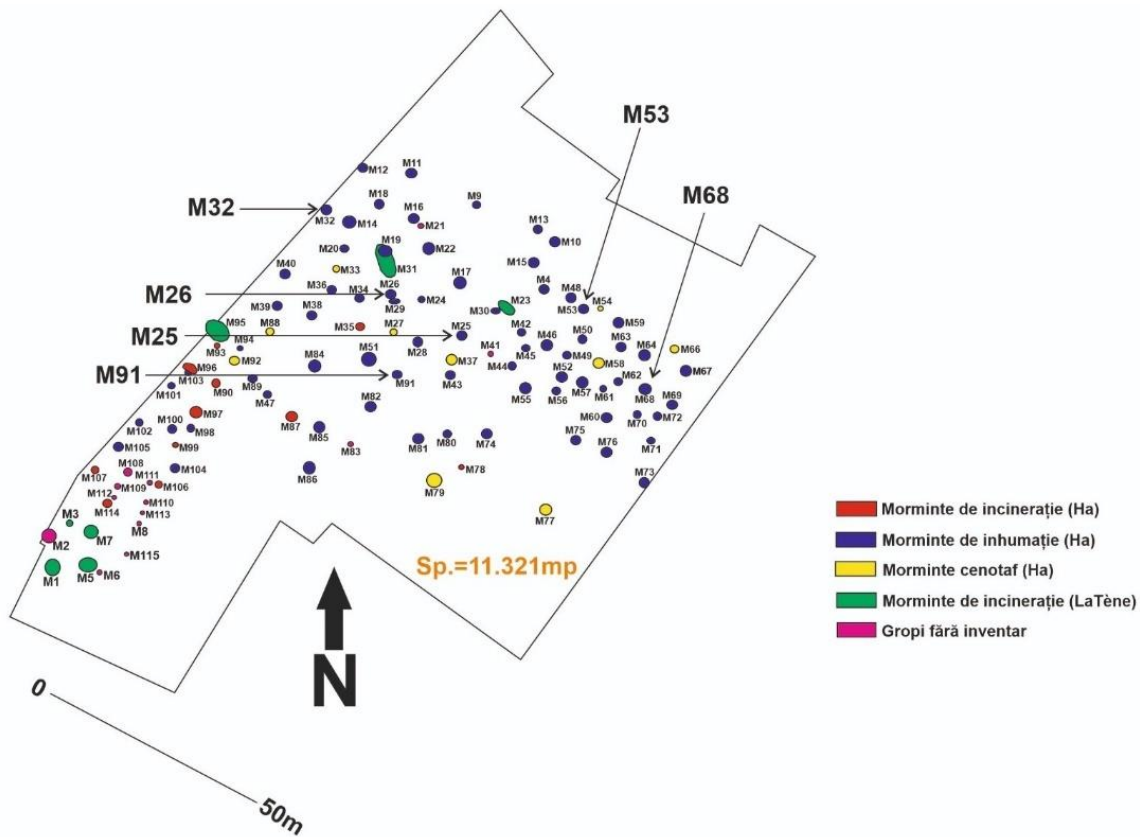 M53
M12
M11
M68
M18
M9
M32
M32
M14
M16
M21
M13
M10
M20
M19
M22
M31
M15
M40
M33
M17
M4
M36
M26
M26
M34
M29
M24
M23
M48
M54
M39
M38
M30
M53
M95
M88
M35
M27
M25
M25
M42
M50
M59
M94
M28
M46
M63
M64
M66
M93
M92
M51
M37
M41
M45
M49
M58
M96
M84
M44
M67
M91
M103
M89
M91
M43
M52
M62
M101
M90
M47
M55
M56
M57
M61
M68
M97
M82
M69
M87
M60
M70
M72
M102
M100
M98
M85
M81
M80
M74
M75
M105
M99
M83
M76
M71
M108
M104
M86
M78
M73
M107
M111
M109
M106
M79
M112
M110
M114
M113
M77
M3
M8
M7
M2
M115
M1
M5
M6
Sp.=11.321mp
N
0
50m
Morminte de incinerație (Ha)
Morminte de inhumație (Ha)
Morminte cenotaf (Ha)
Morminte de incinerație (LaTène)
Gropi fără inventar